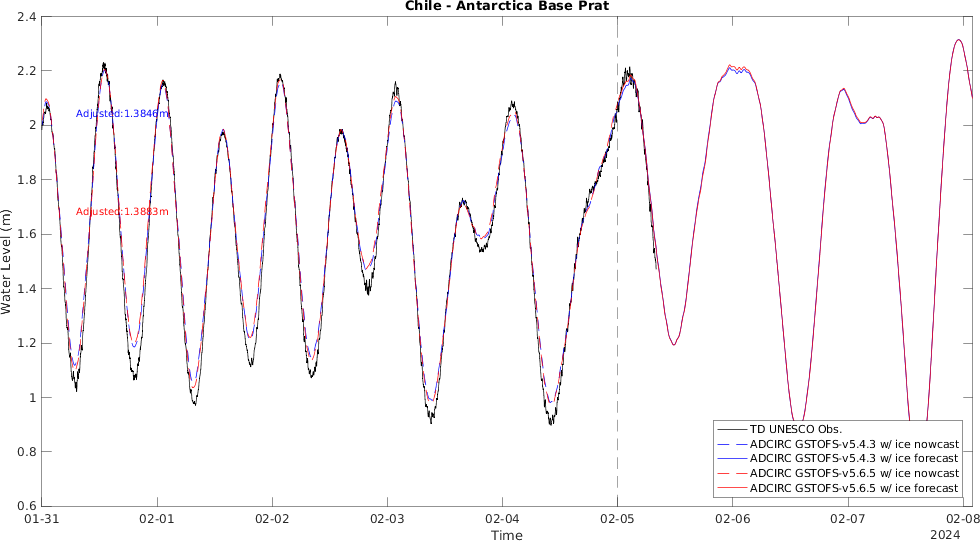 Chile - Antarctica Base Prat
2.4
2.2
2
1.8
1.6
1.4
1.2
1
0.8
0.6
Water Level (m)
Adjusted:1.3846m
Adjusted:1.3883m
TD UNESCO Obs.
ADCIRC GSTOFS-v5.4.3 w/ ice nowcast
ADCIRC GSTOFS-v5.4.3 w/ ice forecast
ADCIRC GSTOFS-v5.6.5 w/ ice nowcast
ADCIRC GSTOFS-v5.6.5 w/ ice forecast
01-31 02-01 02-02 02-03 02-04 02-05 02-06 02-07 02-08
Time
2024